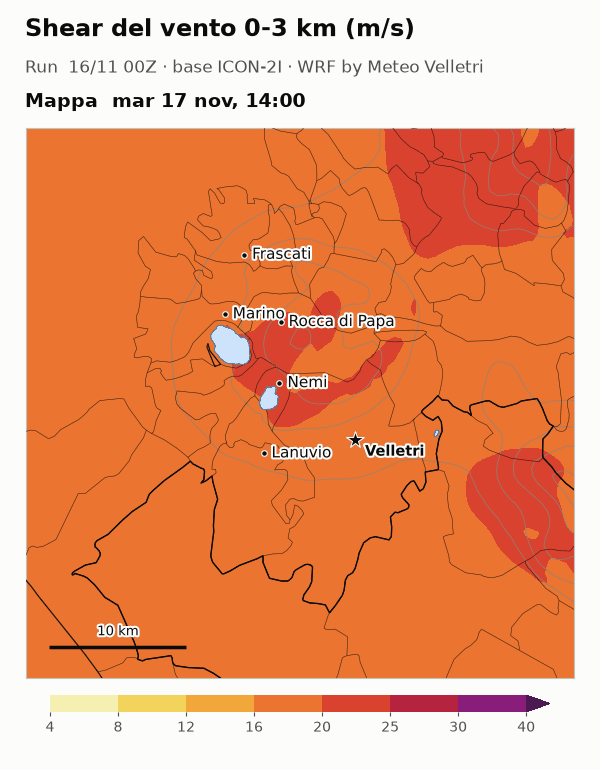 Shear del vento 0-3 km (m/s)
Run  16/11 00Z · base ICON-2I · WRF by Meteo Velletri
Mappa  mar 17 nov, 14:00
Frascati
Marino
Rocca di Papa
Nemi
Velletri
Lanuvio
10 km
4 8 12 16 20 25 30 40